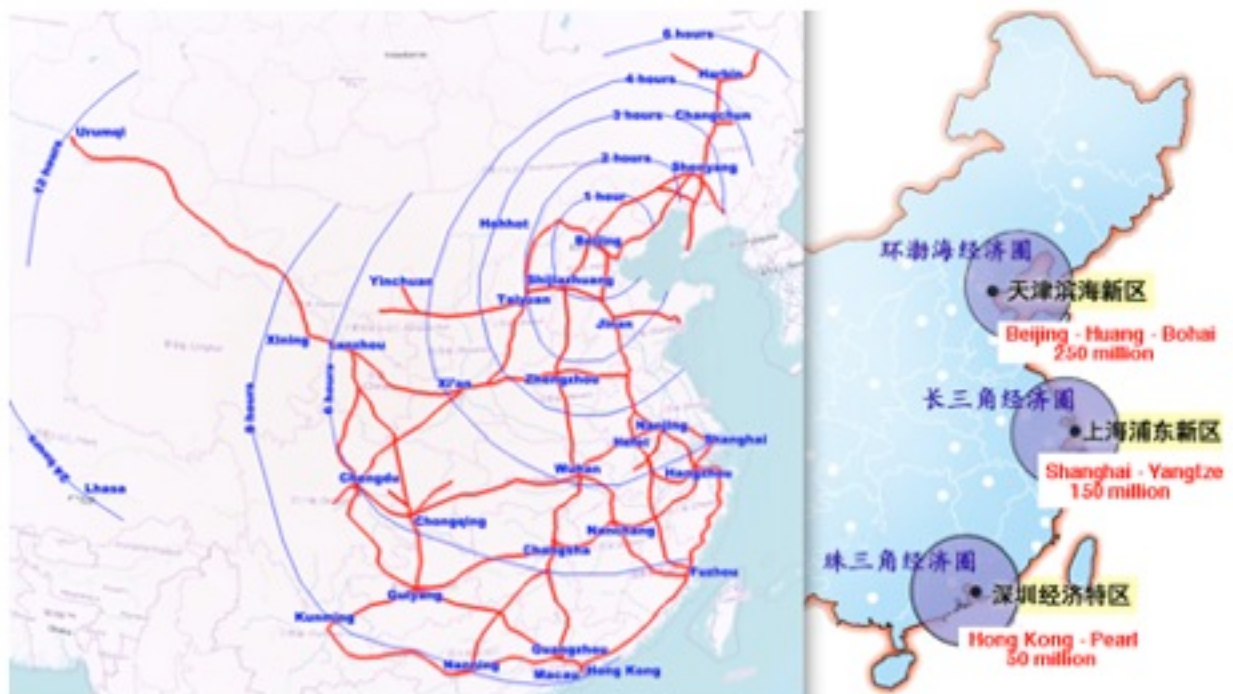 6 hours
4 hours
Harbin
3 hours
Changchun
Urumqi
2 hours
Shenyang
12 hours
1 hour
Hohhot
Beijing
Yinchuan
Shijiazhuang
Taiyuan
Jinan
Xining
Lanzhou
Xi'an
Zhengzhou
8 hours
6 hours
Nanjing
Hefei
Shanghai
Wuhan
Hangzhou
24 hours
Lhasa
Chengdu
Chongqing
Nanchang
Changsha
Fuzhou
Guiyang
Kunming
Guangzhou
Nanning
Macau
Hong Kong
环渤海经济圈
天津滨海新区
Beijing - Huang - Bohai
250 million
长三角经济圈
上海浦东新区
Shanghai - Yangtze
150 million
珠三角经济圈
深圳经济特区
Hong Kong - Pearl
50 million